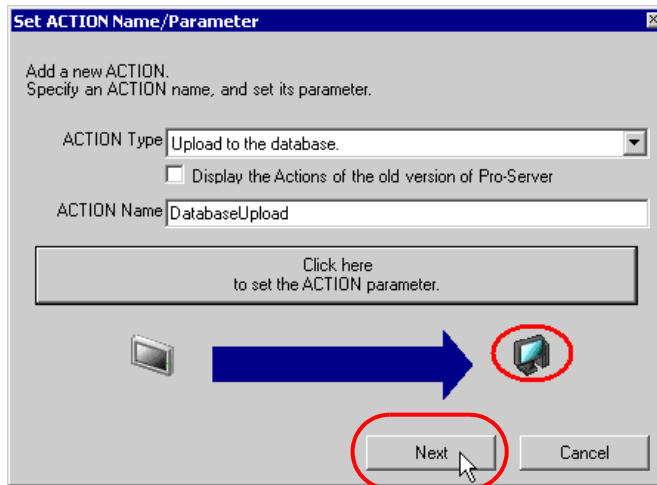 Set ACTION Name/Parameter
Add a new ACTION.
Specify an ACTION name, and set its parameter.
ACTION Type
Upload to the database.
Display the Actions of the old version of Pro-Server
ACTION Name
DatabaseUpload
Click here
to set the ACTION parameter.
Next
Cancel